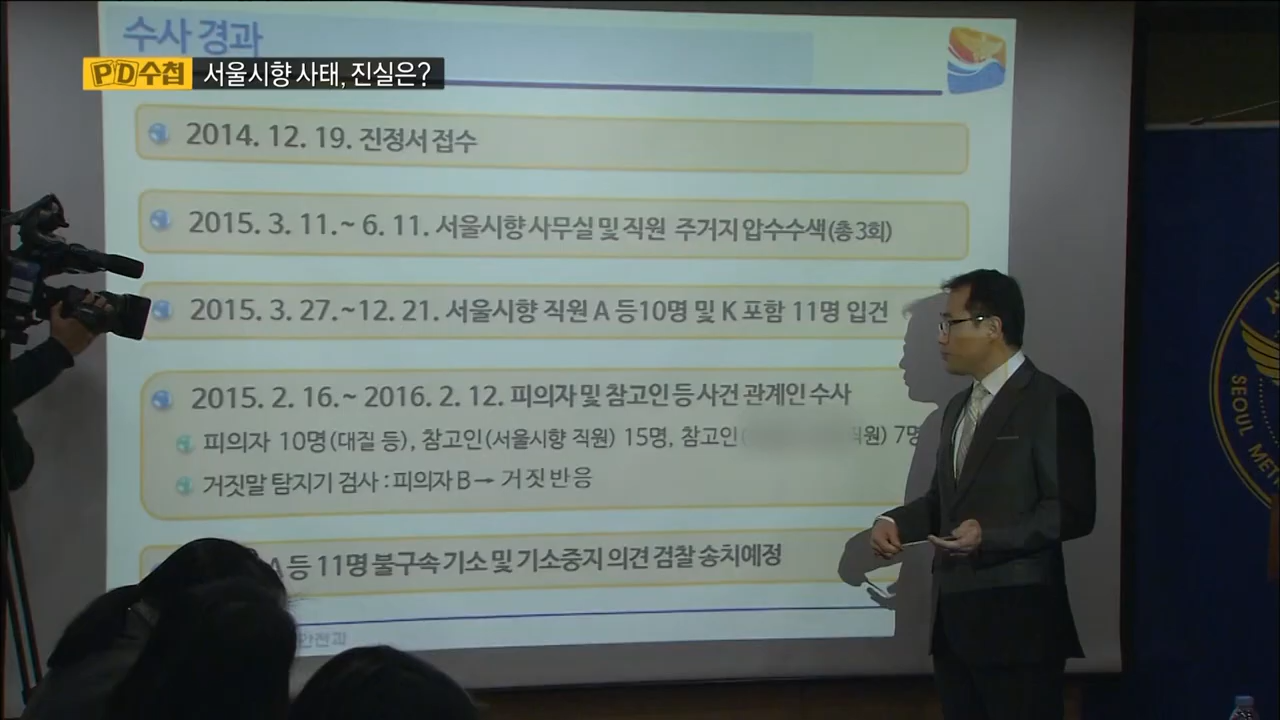 수사 경과
PD수첩 서울시향 사태, 진실은?
2014. 12. 19. 진정서 접수
2015. 3. 11.~ 6. 11. 서울시향 사무실 및 직원 주거지 압수수색(총 3회)
2015. 3. 27.~12. 21. 서울시향 직원 A 등10명 및 K 포함 11명 입건
2015. 2. 16.~ 2016. 2. 12. 피의자 및 참고인 등 사건 관계인 수사
피의자 10명(대질 등), 참고인(서울시향 직원) 15명, 참고인( 직원) 7명
거짓말 탐지기 검사 : 피의자 B→ 거짓반응
A 등 11명 불구속 기소 및 기소중지 의견 검찰 송치예정
안전과
SEOUL MET